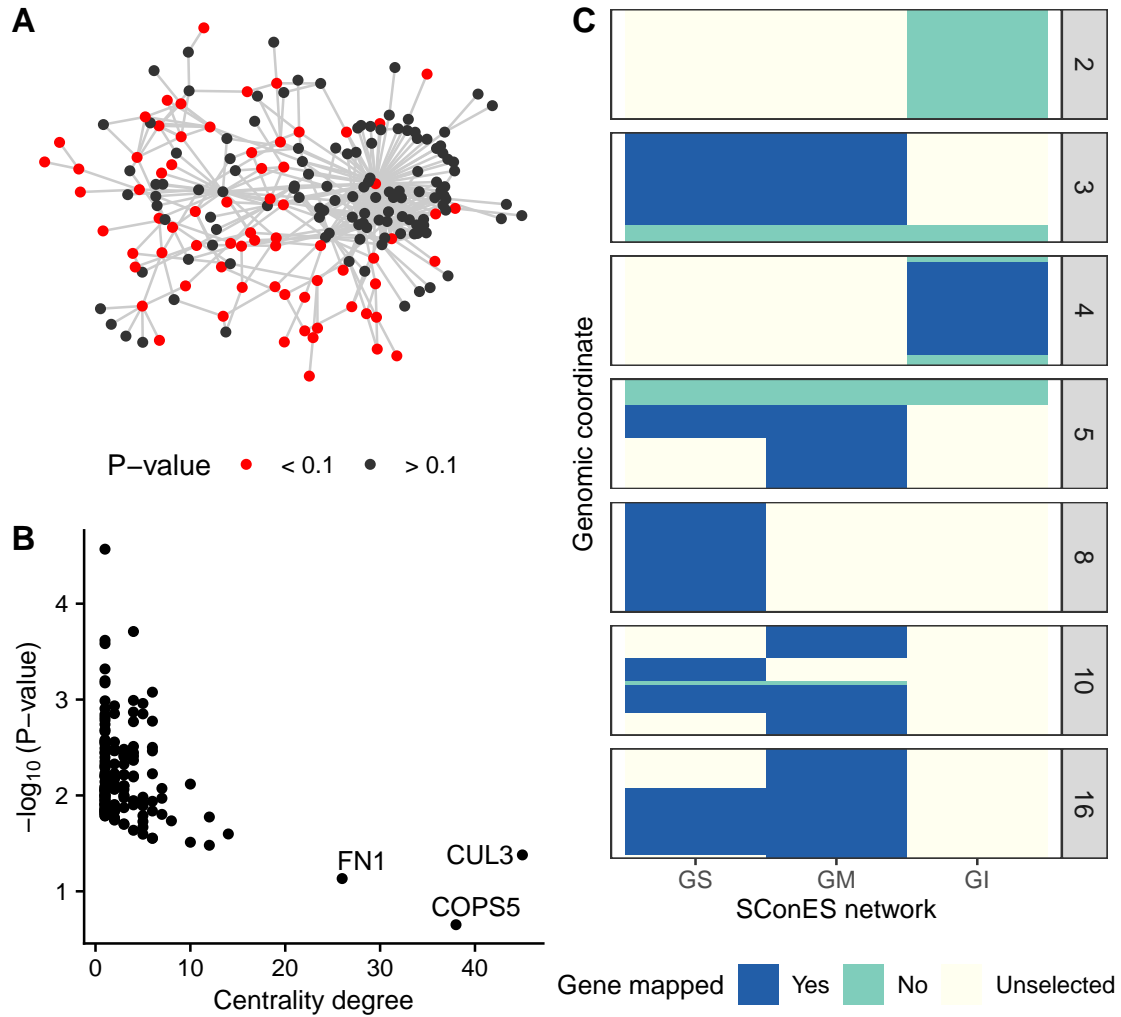 A
P−value < 0.1 > 0.1
B
−log10 (P−value)
4
3
2
1
FN1
CUL3
COPS5
0 10 20 30 40
Centrality degree
C
Genomic coordinate
2
3
4
5
8
10
16
GS GM GI
SConES network
Gene mapped Yes No Unselected